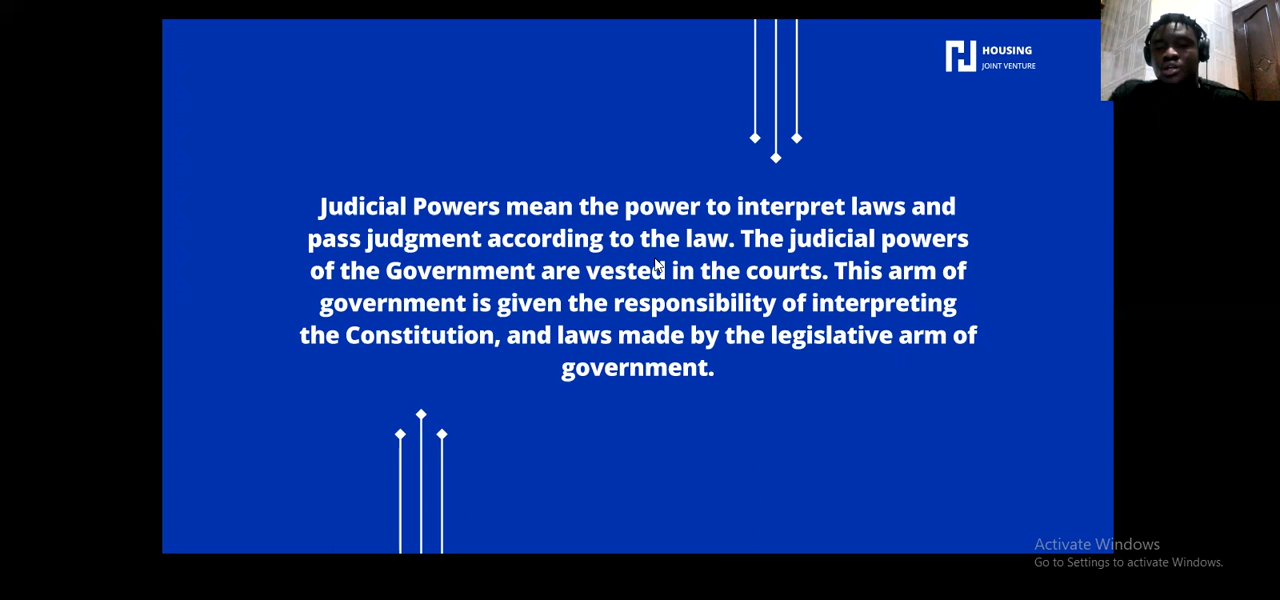 HOUSING
JOINT VENTURE
Judicial Powers mean the power to interpret laws and
pass judgment according to the law. The judicial powers
of the Government are vested in the courts. This arm of
government is given the responsibility of interpreting
the Constitution, and laws made by the legislative arm of
government.
Activate Windows
Go to Settings to activate Windows.